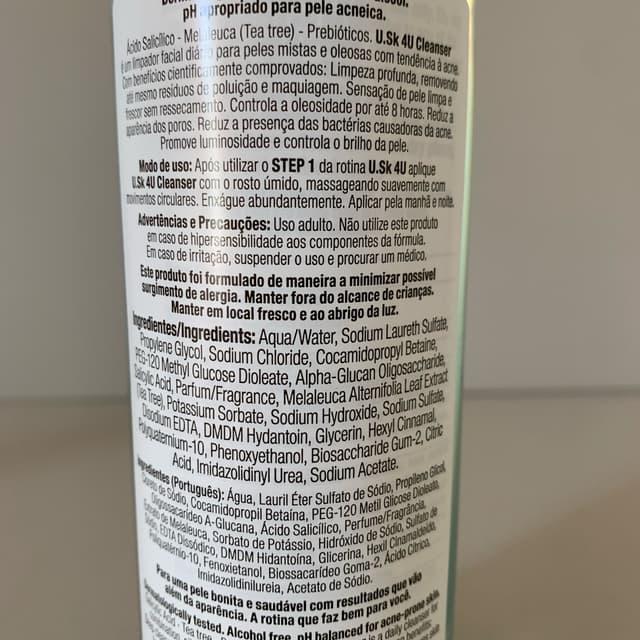 pH apropriado para pele acneica.
Ácido Salicílico - Melaleuca (Tea tree) - Prebióticos. U.Sk 4U Cleanser
é um limpador facial diário para peles mistas e oleosas com tendência à acne.
Com benefícios cientificamente comprovados: Limpeza profunda, removendo
até mesmo resíduos de poluição e maquiagem. Sensação de pele limpa e
frescor sem ressecamento. Controla a oleosidade por até 8 horas. Reduz a
aparência dos poros. Reduz a presença das bactérias causadoras da acne.
Promove luminosidade e controla o brilho da pele.
Modo de uso: Após utilizar o STEP 1 da rotina U.Sk 4U aplique
U.Sk 4U Cleanser com o rosto úmido, massageando suavemente com
movimentos circulares. Enxágue abundantemente. Aplicar pela manhã e noite.
Advertências e Precauções: Uso adulto. Não utilize este produto
em caso de hipersensibilidade aos componentes da fórmula.
Em caso de irritação, suspender o uso e procurar um médico.
Este produto foi formulado de maneira a minimizar possível
surgimento de alergia. Manter fora do alcance de crianças.
Manter em local fresco e ao abrigo da luz.
Ingredientes/Ingredients: Aqua/Water, Sodium Laureth Sulfate,
Propylene Glycol, Sodium Chloride, Cocamidopropyl Betaine,
PEG-120 Methyl Glucose Dioleate, Alpha-Glucan Oligosaccharide,
Salicylic Acid, Parfum/Fragrance, Melaleuca Alternifolia Leaf Extract
(Tea Tree), Potassium Sorbate, Sodium Hydroxide, Sodium Sulfate,
Disodium EDTA, DMDM Hydantoin, Glycerin, Hexyl Cinnamal,
Polyquaternium-10, Phenoxyethanol, Biosaccharide Gum-2, Citric
Acid, Imidazolidinyl Urea, Sodium Acetate.
Ingredientes (Português): Água, Lauril Éter Sulfato de Sódio, Propileno Glicol,
Cloreto de Sódio, Cocamidopropil Betaína, PEG-120 Metil Glicose Dioleato,
Oligossacarídeo A-Glucana, Ácido Salicílico, Perfume/Fragrância,
Extrato de Melaleuca, Sorbato de Potássio, Hidróxido de Sódio, Sulfato de
Sódio, EDTA Dissódico, DMDM Hidantoína, Glicerina, Hexil Cinamaldeído,
Poliquatérnio-10, Fenoxietanol, Biossacarídeo Goma-2, Ácido Cítrico,
Imidazolidinilureia, Acetato de Sódio.
Para uma pele bonita e saudável com resultados que vão
além da aparência. A rotina que faz bem para você.
Dermatologically tested. Alcohol free. pH balanced for acne-prone skin.